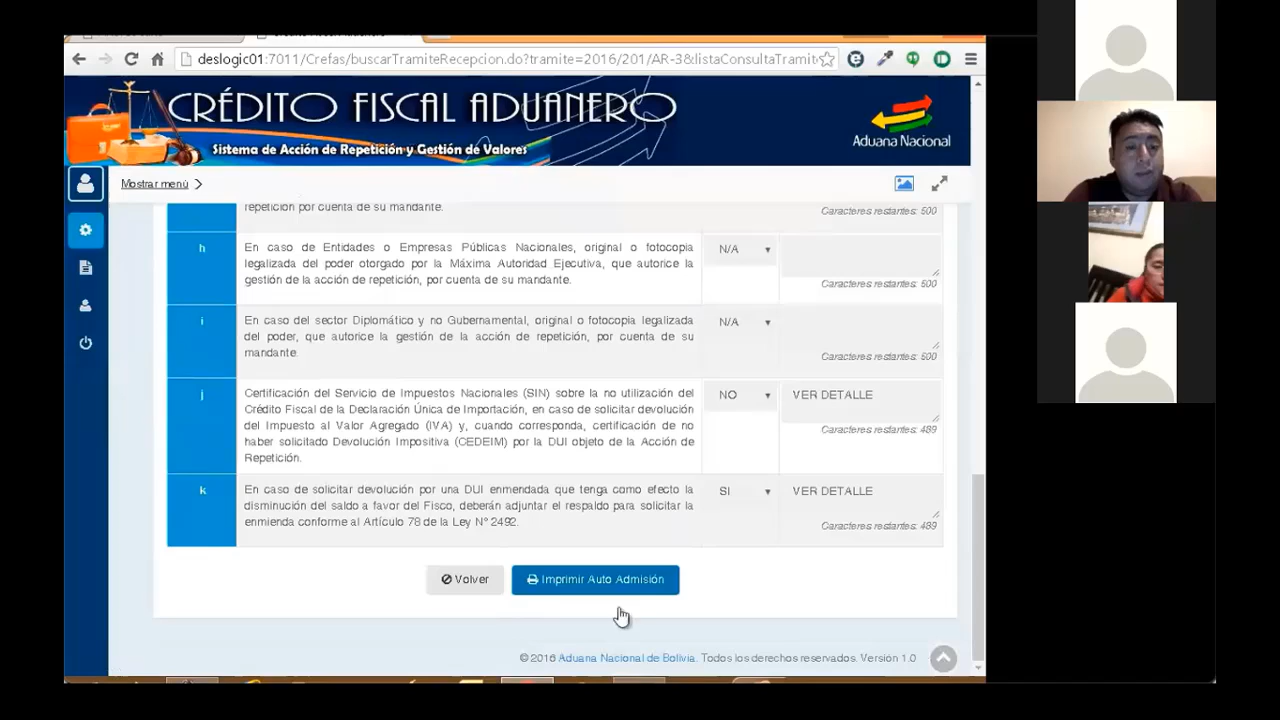 deslogic01:7011/Crefas/buscarTramiteRecepcion.do?tramite=2016/201/AR-3&listaConsultaTramit
CRÉDITO FISCAL ADUANERO
Sistema de Acción de Repetición y Gestión de Valores
Aduana Nacional
Mostrar menú
repetición por cuenta de su mandante.
Caracteres restantes: 500
h
En caso de Entidades o Empresas Públicas Nacionales, original o fotocopia
legalizada del poder otorgado por la Máxima Autoridad Ejecutiva, que autorice la
gestión de la acción de repetición, por cuenta de su mandante.
N/A
Caracteres restantes: 500
i
En caso del sector Diplomático y no Gubernamental, original o fotocopia legalizada
del poder, que autorice la gestión de la acción de repetición, por cuenta de su
mandante.
N/A
Caracteres restantes: 500
j
Certificación del Servicio de Impuestos Nacionales (SIN) sobre la no utilización del
Crédito Fiscal de la Declaración Única de Importación, en caso de solicitar devolución
del Impuesto al Valor Agregado (IVA) y, cuando corresponda, certificación de no
haber solicitado Devolución Impositiva (CEDEIM) por la DUI objeto de la Acción de
Repetición.
NO
VER DETALLE
Caracteres restantes: 489
k
En caso de solicitar devolución por una DUI enmendada que tenga como efecto la
disminución del saldo a favor del Fisco, deberán adjuntar el respaldo para solicitar la
enmienda conforme al Artículo 78 de la Ley N° 2492.
SI
VER DETALLE
Caracteres restantes: 489
Volver
Imprimir Auto Admisión
© 2016 Aduana Nacional de Bolivia. Todos los derechos reservados. Versión 1.0